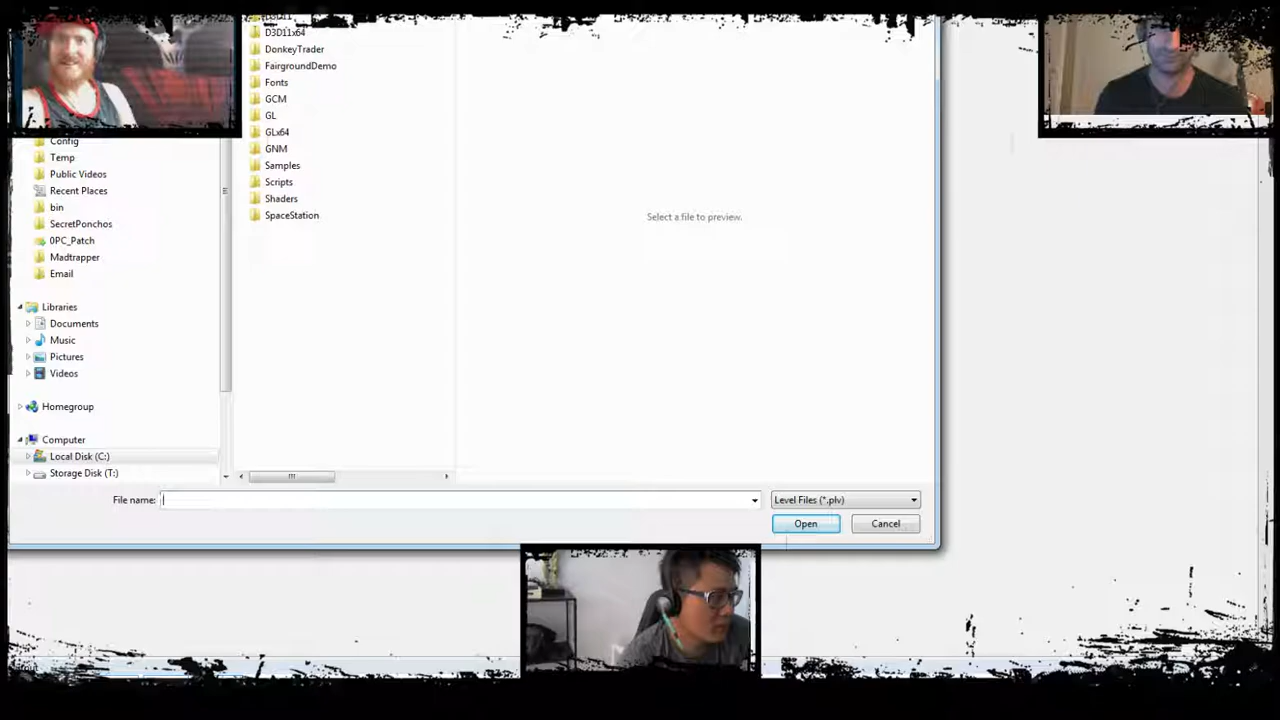 D3D11x64
DonkeyTrader
FairgroundDemo
Fonts
GCM
GL
GLx64
GNM
Samples
Scripts
Shaders
SpaceStation
Config
Temp
Public Videos
Recent Places
bin
SecretPonchos
0PC_Patch
Madtrapper
Email
Libraries
Documents
Music
Pictures
Videos
Homegroup
Computer
Local Disk (C:)
Storage Disk (T:)
Select a file to preview.
File name:
Level Files (*.plv)
Open
Cancel